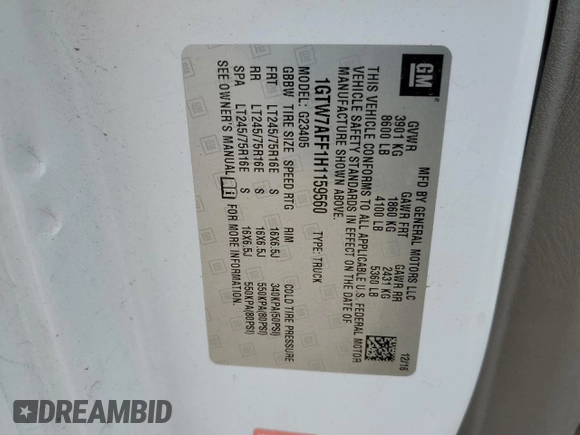 GM
MFD BY GENERAL MOTORS LLC 12/16
GVWR GAWR FRT GAWR RR
3901 KG 1860 KG 2431 KG
8600 LB 4100 LB 5360 LB
THIS VEHICLE CONFORMS TO ALL APPLICABLE U.S. FEDERAL MOTOR
VEHICLE SAFETY STANDARDS IN EFFECT ON THE DATE OF
MANUFACTURE SHOWN ABOVE.
1GTW7AFF1H1159560 TYPE: TRUCK
MODEL: G23405
GBBW TIRE SIZE SPEED RTG RIM COLD TIRE PRESSURE
FRT LT245/75R16E S 16X6.5J 340KPA(50PSI)
RR LT245/75R16E S 16X6.5J 550KPA(80PSI)
SPA LT245/75R16E S 16X6.5J 550KPA(80PSI)
SEE OWNER'S MANUAL FOR MORE INFORMATION.
DREAMBID